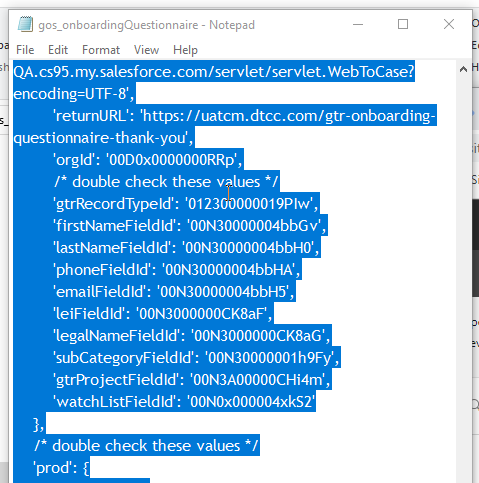 gos_onboardingQuestionnaire - Notepad
File Edit Format View Help
QA.cs95.my.salesforce.com/servlet/servlet.WebToCase?
encoding=UTF-8',
'returnURL': 'https://uatcm.dtcc.com/gtr-onboarding-
questionnaire-thank-you',
'orgId': '00D0x0000000RRp',
/* double check these values */
'gtrRecordTypeId': '012300000019PIw',
'firstNameFieldId': '00N30000004bbGv',
'lastNameFieldId': '00N30000004bbH0',
'phoneFieldId': '00N30000004bbHA',
'emailFieldId': '00N30000004bbH5',
'leiFieldId': '00N3000000CK8aF',
'legalNameFieldId': '00N3000000CK8aG',
'subCategoryFieldId': '00N30000001h9Fy',
'gtrProjectFieldId': '00N3A00000CHi4m',
'watchListFieldId': '00N0x000004xkS2'
},
/* double check these values */
'prod': {